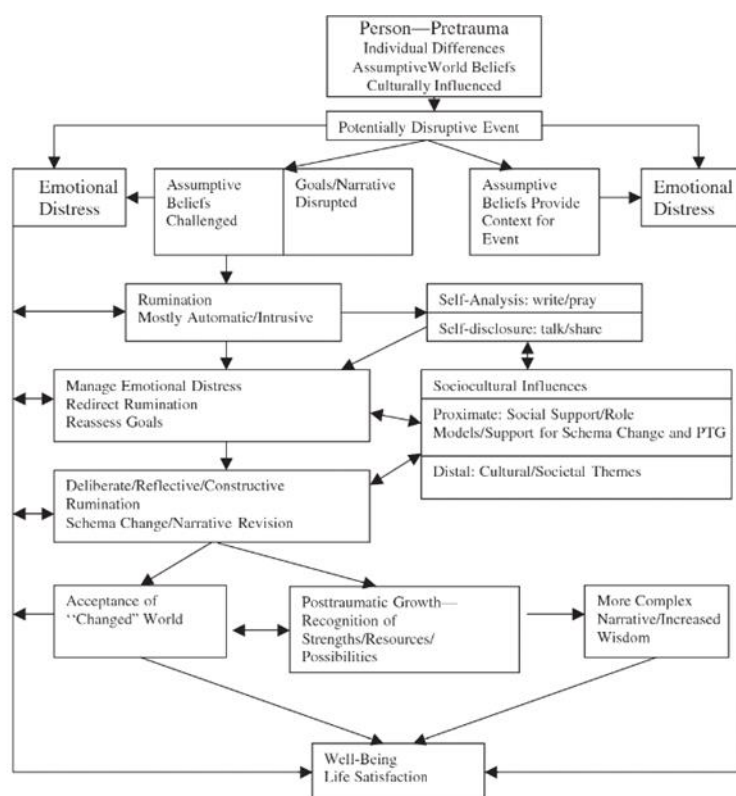 Person—Pretrauma
Individual Differences
AssumptiveWorld Beliefs
Culturally Influenced
Potentially Disruptive Event
Emotional
Distress
Assumptive
Beliefs
Challenged
Goals/Narrative
Disrupted
Assumptive
Beliefs Provide
Context for
Event
Emotional
Distress
Rumination
Mostly Automatic/Intrusive
Self-Analysis: write/pray
Self-disclosure: talk/share
Manage Emotional Distress
Redirect Rumination
Reassess Goals
Sociocultural Influences
Proximate: Social Support/Role
Models/Support for Schema Change and PTG
Distal: Cultural/Societal Themes
Deliberate/Reflective/Constructive
Rumination
Schema Change/Narrative Revision
Acceptance of
‘‘Changed’’ World
Posttraumatic Growth—
Recognition of
Strengths/Resources/
Possibilities
More Complex
Narrative/Increased
Wisdom
Well-Being
Life Satisfaction